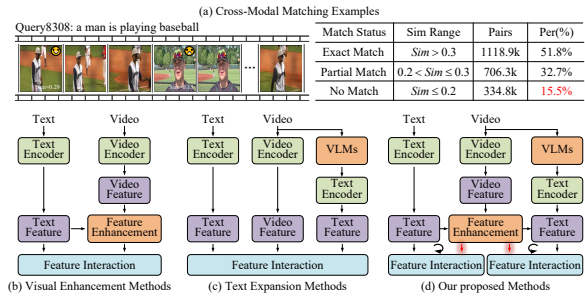 (a) Cross-Modal Matching Examples
Query8308: a man is playing baseball
...
Match Status Sim Range Pairs Per(%)
Exact Match Sim > 0.3 1118.9k 51.8%
Partial Match 0.2 < Sim ≤ 0.3 706.3k 32.7%
No Match Sim ≤ 0.2 334.8k 15.5%
Text Video
Text Encoder
Video Encoder
Video Feature
Text Feature
Feature Enhancement
Feature Interaction
(b) Visual Enhancement Methods
Text Video
Text Encoder
Video Encoder
VLMs
Text Encoder
Text Feature
Video Feature
Text Feature
Feature Interaction
(c) Text Expansion Methods
Text Video
Text Encoder
Video Encoder
VLMs
Video Feature
Text Encoder
Text Feature
Feature Enhancement
Text Feature
Feature Interaction
Feature Interaction
(d) Our proposed Methods